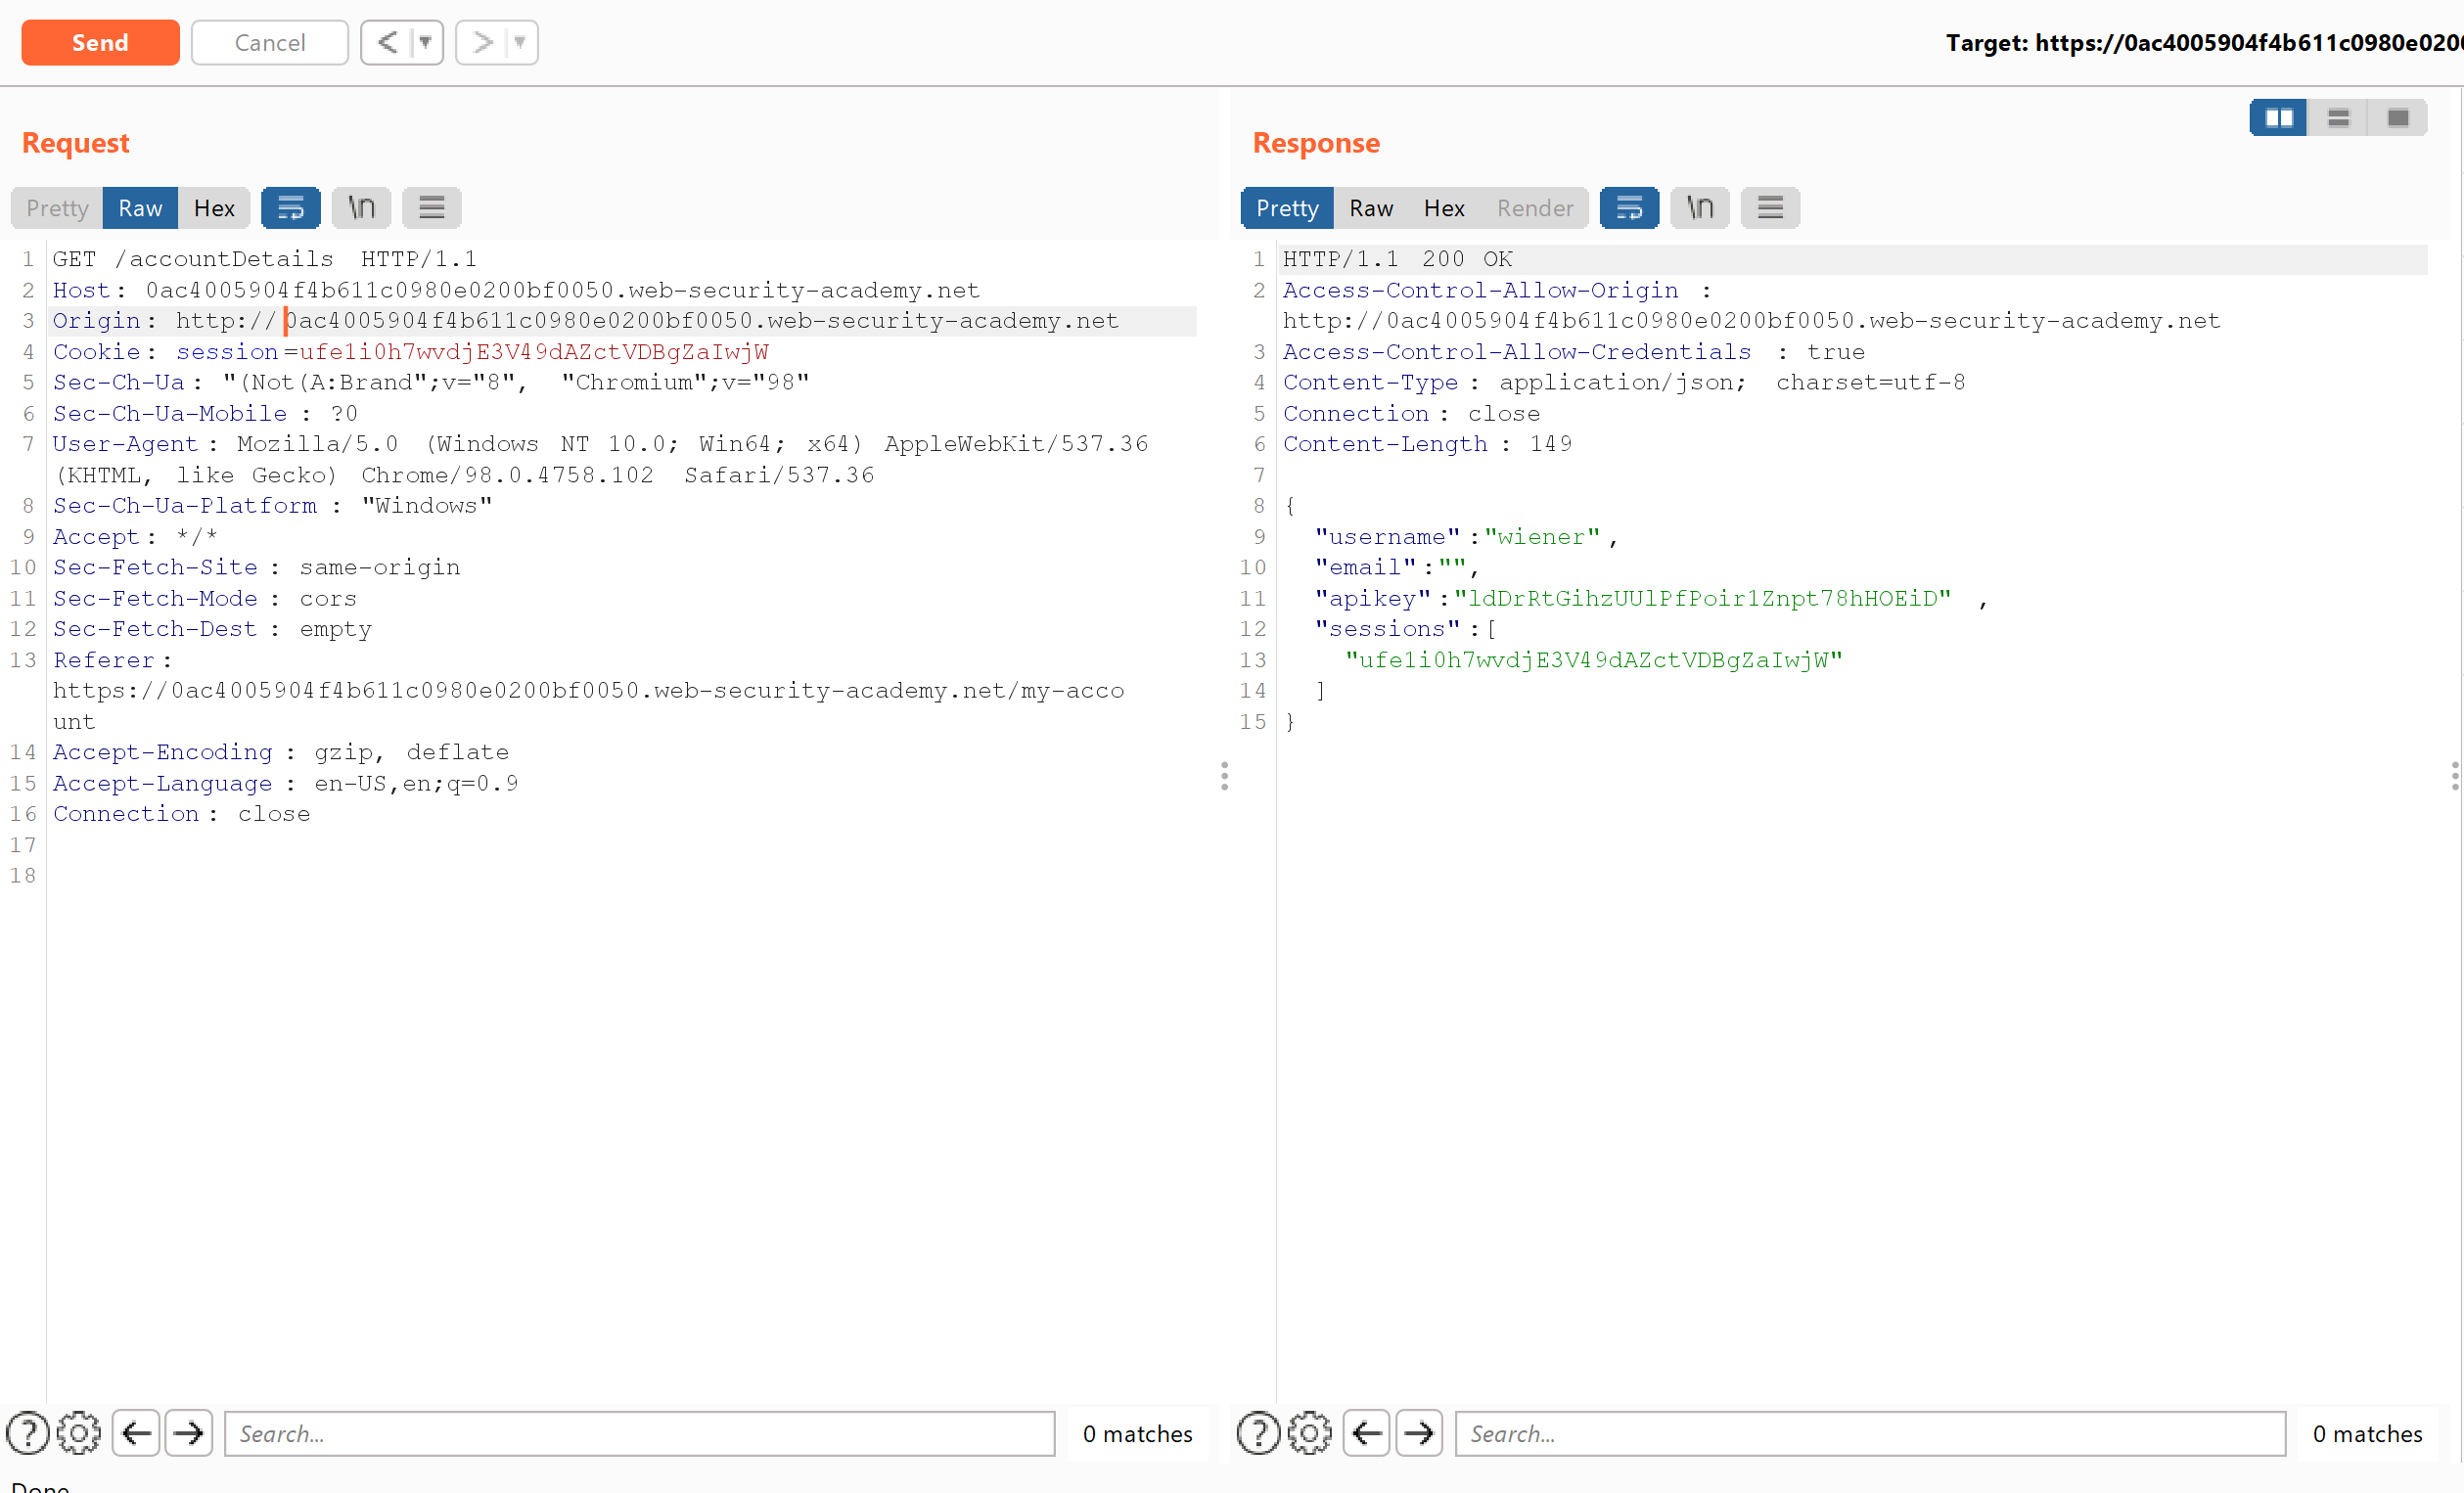 Send
Cancel
Target: https://0ac4005904f4b611c0980e020
Request
Pretty Raw Hex \n
1 GET /accountDetails HTTP/1.1
2 Host: 0ac4005904f4b611c0980e0200bf0050.web-security-academy.net
3 Origin: http://0ac4005904f4b611c0980e0200bf0050.web-security-academy.net
4 Cookie: session=ufe1i0h7wvdjE3V49dAZctVDBgZaIwjW
5 Sec-Ch-Ua: "(Not(A:Brand";v="8", "Chromium";v="98"
6 Sec-Ch-Ua-Mobile: ?0
7 User-Agent: Mozilla/5.0 (Windows NT 10.0; Win64; x64) AppleWebKit/537.36
(KHTML, like Gecko) Chrome/98.0.4758.102 Safari/537.36
8 Sec-Ch-Ua-Platform: "Windows"
9 Accept: */*
10 Sec-Fetch-Site: same-origin
11 Sec-Fetch-Mode: cors
12 Sec-Fetch-Dest: empty
13 Referer:
https://0ac4005904f4b611c0980e0200bf0050.web-security-academy.net/my-acco
unt
14 Accept-Encoding: gzip, deflate
15 Accept-Language: en-US,en;q=0.9
16 Connection: close
17
18
Search...
0 matches
Response
Pretty Raw Hex Render \n
1 HTTP/1.1 200 OK
2 Access-Control-Allow-Origin:
http://0ac4005904f4b611c0980e0200bf0050.web-security-academy.net
3 Access-Control-Allow-Credentials: true
4 Content-Type: application/json; charset=utf-8
5 Connection: close
6 Content-Length: 149
7
8 {
9 "username":"wiener",
10 "email":"",
11 "apikey":"ldDrRtGihzUUlPfPoir1Znpt78hHOEiD",
12 "sessions":[
13 "ufe1i0h7wvdjE3V49dAZctVDBgZaIwjW"
14 ]
15 }
Search...
0 matches
Done